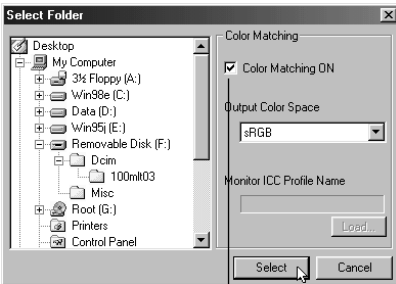 Select Folder
Desktop
My Computer
3½ Floppy (A:)
Win98e (C:)
Data (D:)
Win95j (E:)
Removable Disk (F:)
Dcim
100mlt03
Misc
Root (G:)
Printers
Control Panel
Color Matching
Color Matching ON
Output Color Space
sRGB
Monitor ICC Profile Name
Load...
Select
Cancel